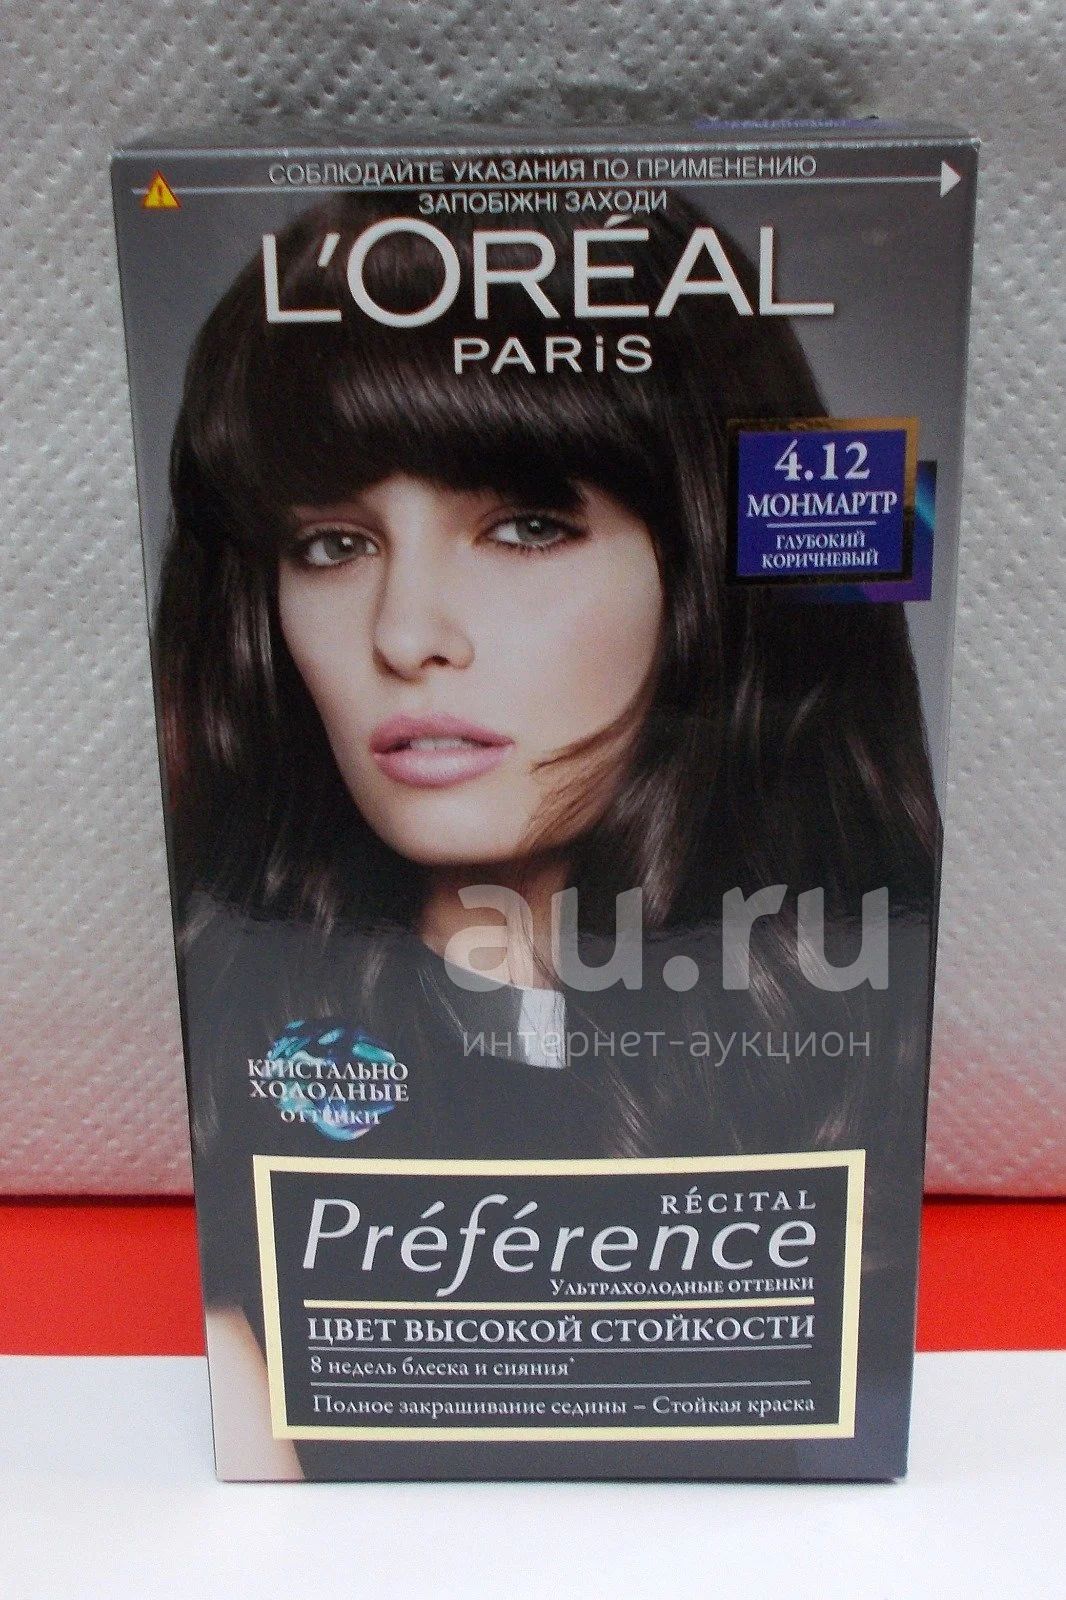 СОБЛЮДАЙТЕ УКАЗАНИЯ ПО ПРИМЕНЕНИЮ
ЗАПОБІЖНІ ЗАХОДИ
L'ORÉAL
PARiS
4.12
МОНМАРТР
ГЛУБОКИЙ
КОРИЧНЕВЫЙ
au.ru
интернет-аукцион
КРИСТАЛЬНО
ХОЛОДНЫЕ
ОТТЕНКИ
RÉCITAL
Préférence
УЛЬТРАХОЛОДНЫЕ ОТТЕНКИ
ЦВЕТ ВЫСОКОЙ СТОЙКОСТИ
8 недель блеска и сияния*
Полное закрашивание седины – Стойкая краска